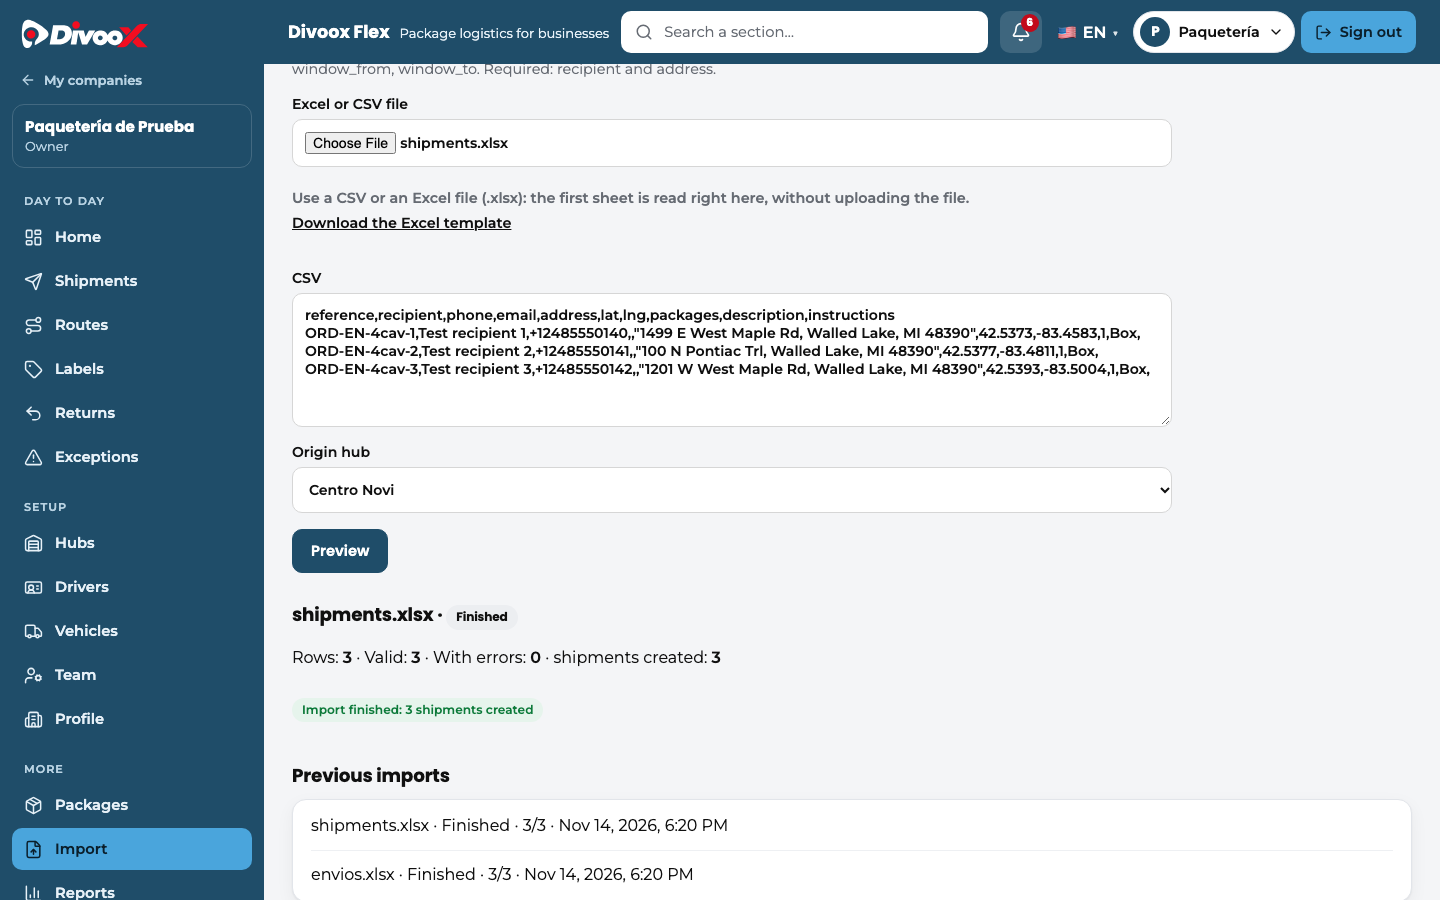 DivooX
Divoox Flex Package logistics for businesses
Search a section...
6
EN
P Paquetería
Sign out
My companies
Paquetería de Prueba
Owner
DAY TO DAY
Home
Shipments
Routes
Labels
Returns
Exceptions
SETUP
Hubs
Drivers
Vehicles
Team
Profile
MORE
Packages
Import
Reports
window_from, window_to. Required: recipient and address.
Excel or CSV file
Choose File shipments.xlsx
Use a CSV or an Excel file (.xlsx): the first sheet is read right here, without uploading the file.
Download the Excel template
CSV
reference,recipient,phone,email,address,lat,lng,packages,description,instructions
ORD-EN-4cav-1,Test recipient 1,+12485550140,,"1499 E West Maple Rd, Walled Lake, MI 48390",42.5373,-83.4583,1,Box,
ORD-EN-4cav-2,Test recipient 2,+12485550141,,"100 N Pontiac Trl, Walled Lake, MI 48390",42.5377,-83.4811,1,Box,
ORD-EN-4cav-3,Test recipient 3,+12485550142,,"1201 W West Maple Rd, Walled Lake, MI 48390",42.5393,-83.5004,1,Box,
Origin hub
Centro Novi
Preview
shipments.xlsx · Finished
Rows: 3 · Valid: 3 · With errors: 0 · shipments created: 3
Import finished: 3 shipments created
Previous imports
shipments.xlsx · Finished · 3/3 · Nov 14, 2026, 6:20 PM
envios.xlsx · Finished · 3/3 · Nov 14, 2026, 6:20 PM